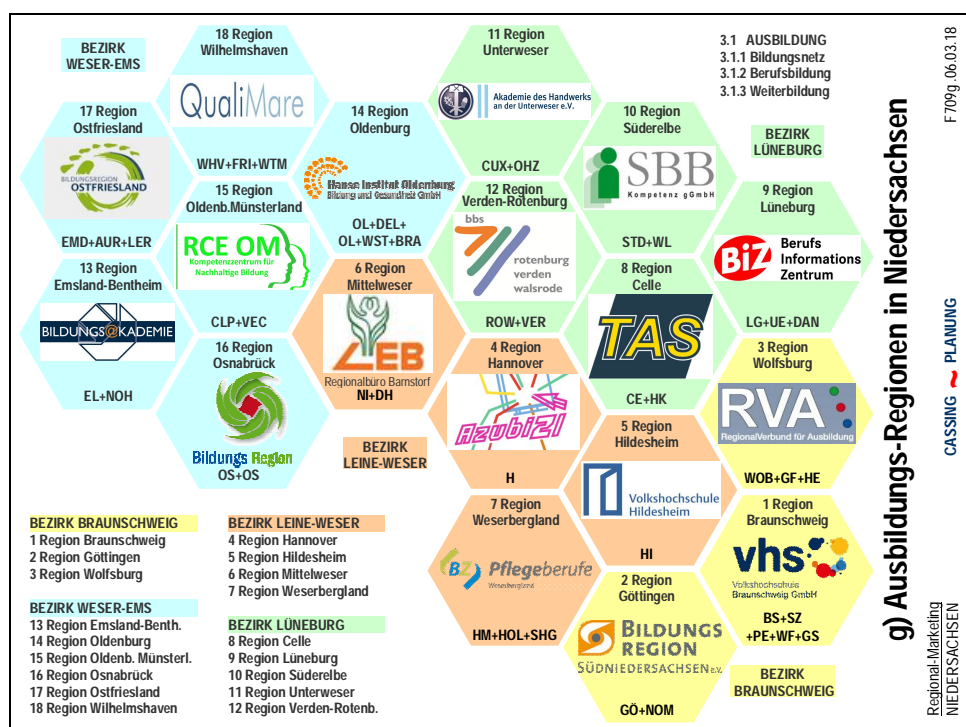 BEZIRK
WESER-EMS
18 Region
Wilhelmshaven
QualiMare
WHV+FRI+WTM
11 Region
Unterweser
Akademie des Handwerks
an der Unterweser e.V.
CUX+OHZ
3.1 AUSBILDUNG
3.1.1 Bildungsnetz
3.1.2 Berufsbildung
3.1.3 Weiterbildung
17 Region
Ostfriesland
BILDUNGSREGION
OSTFRIESLAND
EMD+AUR+LER
14 Region
Oldenburg
Hanse Institut Oldenburg
Bildung und Gesundheit GmbH
OL+DEL+
OL+WST+BRA
10 Region
Süderelbe
SBB
Kompetenz gGmbH
STD+WL
BEZIRK
LÜNEBURG
15 Region
Oldenb.Münsterland
RCE OM
Kompetenzzentrum für
Nachhaltige Bildung
CLP+VEC
12 Region
Verden-Rotenburg
bbs
rotenburg
verden
walsrode
ROW+VER
9 Region
Lüneburg
BiZ
Berufs
Informations
Zentrum
LG+UE+DAN
13 Region
Emsland-Bentheim
BILDUNGS@KADEMIE
EL+NOH
6 Region
Mittelweser
LEB
Regionalbüro Barnstorf
NI+DH
8 Region
Celle
TAS
CE+HK
16 Region
Osnabrück
Bildungs Region
OS+OS
4 Region
Hannover
AzubiZ!
H
3 Region
Wolfsburg
RVA
RegionalVerbund für Ausbildung
WOB+GF+HE
BEZIRK
LEINE-WESER
5 Region
Hildesheim
Volkshochschule
Hildesheim
HI
7 Region
Weserbergland
BZ Pflegeberufe
Weserbergland
HM+HOL+SHG
1 Region
Braunschweig
vhs
Volkshochschule
Braunschweig GmbH
BS+SZ
+PE+WF+GS
2 Region
Göttingen
BILDUNGS
REGION
SÜDNIEDERSACHSEN e.V.
GÖ+NOM
BEZIRK
BRAUNSCHWEIG
BEZIRK BRAUNSCHWEIG
1 Region Braunschweig
2 Region Göttingen
3 Region Wolfsburg
BEZIRK WESER-EMS
13 Region Emsland-Benth.
14 Region Oldenburg
15 Region Oldenb. Münsterl.
16 Region Osnabrück
17 Region Ostfriesland
18 Region Wilhelmshaven
BEZIRK LEINE-WESER
4 Region Hannover
5 Region Hildesheim
6 Region Mittelweser
7 Region Weserbergland
BEZIRK LÜNEBURG
8 Region Celle
9 Region Lüneburg
10 Region Süderelbe
11 Region Unterweser
12 Region Verden-Rotenb.
g) Ausbildungs-Regionen in Niedersachsen
Regional-Marketing
NIEDERSACHSEN
CASSING ~ PLANUNG
F 709g .06.03.18